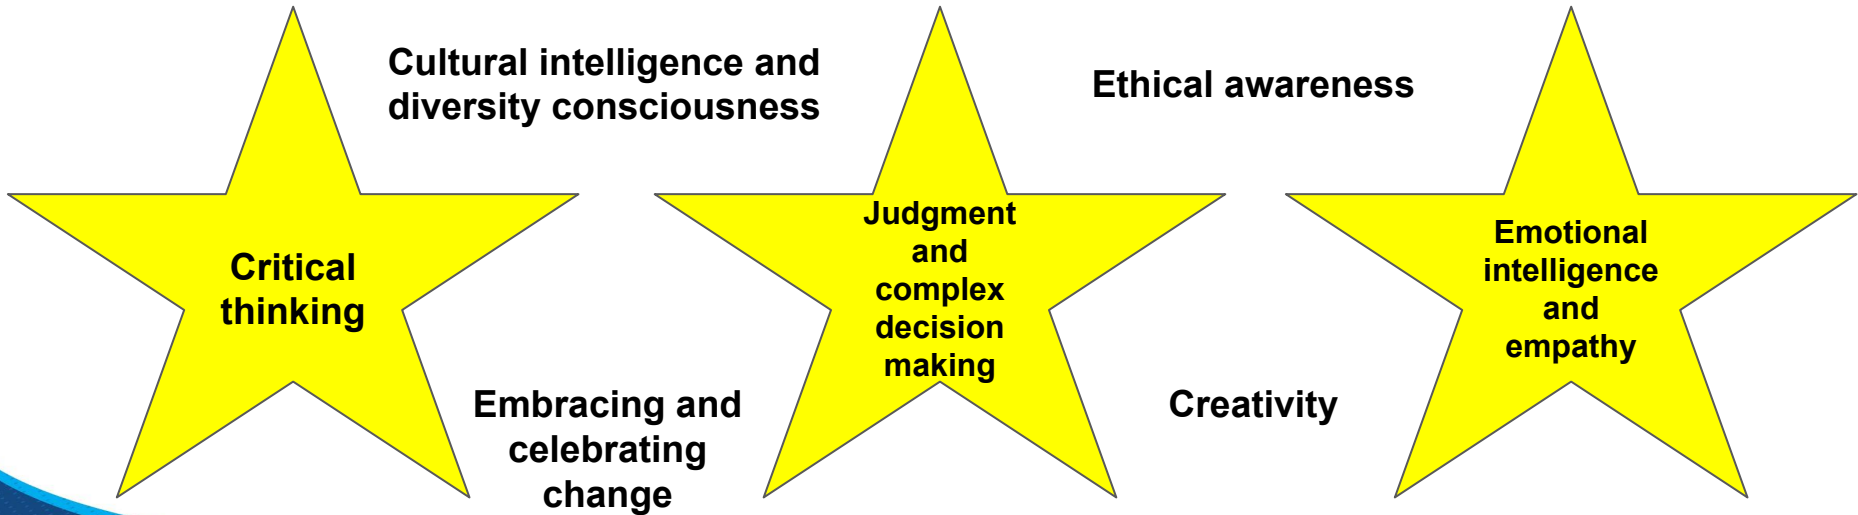 Cultural intelligence and
diversity consciousness
Ethical awareness
Critical
thinking
Judgment
and
complex
decision
making
Emotional
intelligence
and
empathy
Embracing and
celebrating
change
Creativity